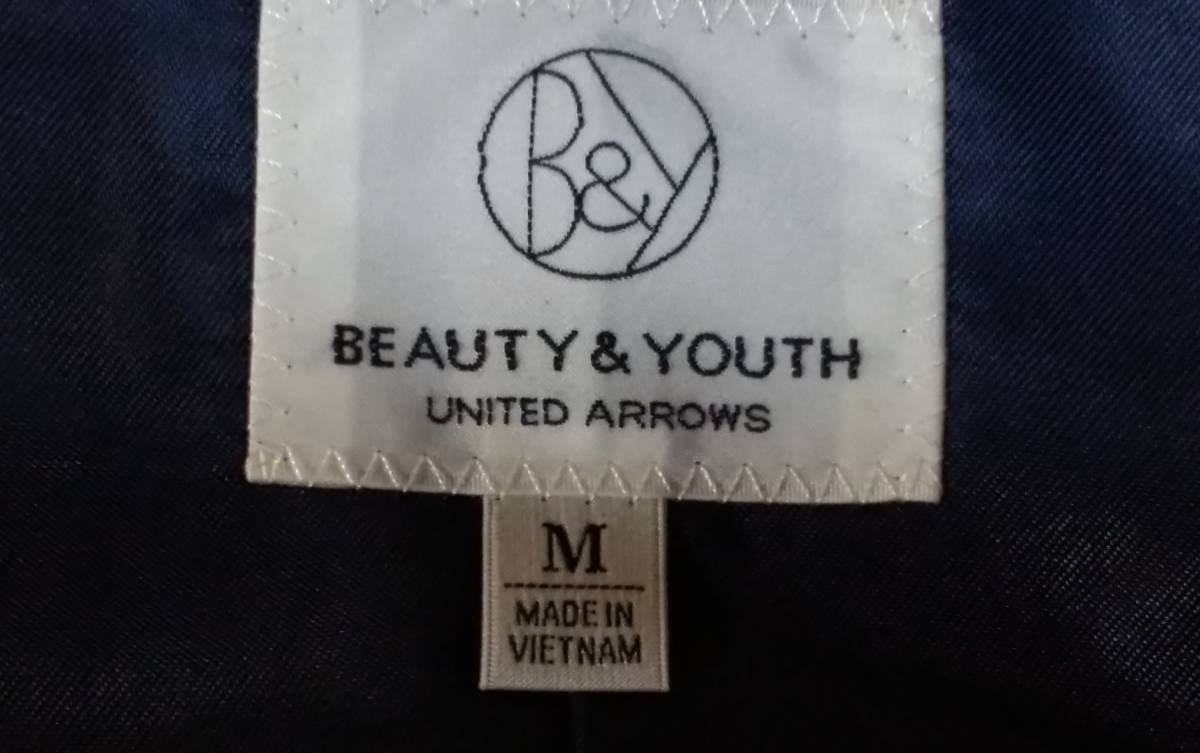 B&Y
BEAUTY & YOUTH
UNITED ARROWS
M
MADE IN
VIETNAM